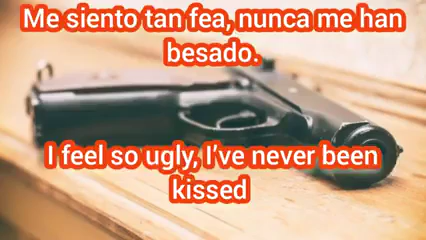 Me siento tan fea, nunca me han
besado.
I feel so ugly, I've never been
kissed